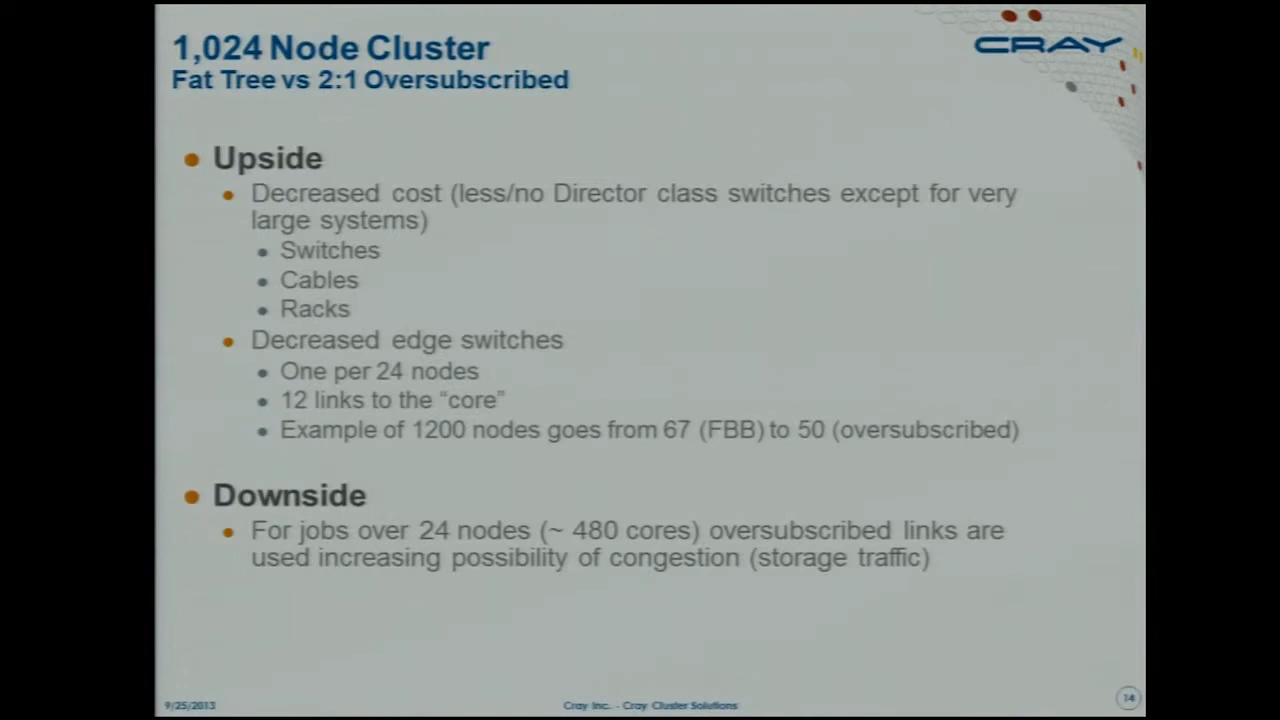 1,024 Node Cluster
Fat Tree vs 2:1 Oversubscribed
CRAY
Upside
Decreased cost (less/no Director class switches except for very
large systems)
Switches
Cables
Racks
Decreased edge switches
One per 24 nodes
12 links to the “core”
Example of 1200 nodes goes from 67 (FBB) to 50 (oversubscribed)
Downside
For jobs over 24 nodes (~ 480 cores) oversubscribed links are
used increasing possibility of congestion (storage traffic)
9/25/2013
Cray Inc. - Cray Cluster Solutions
14